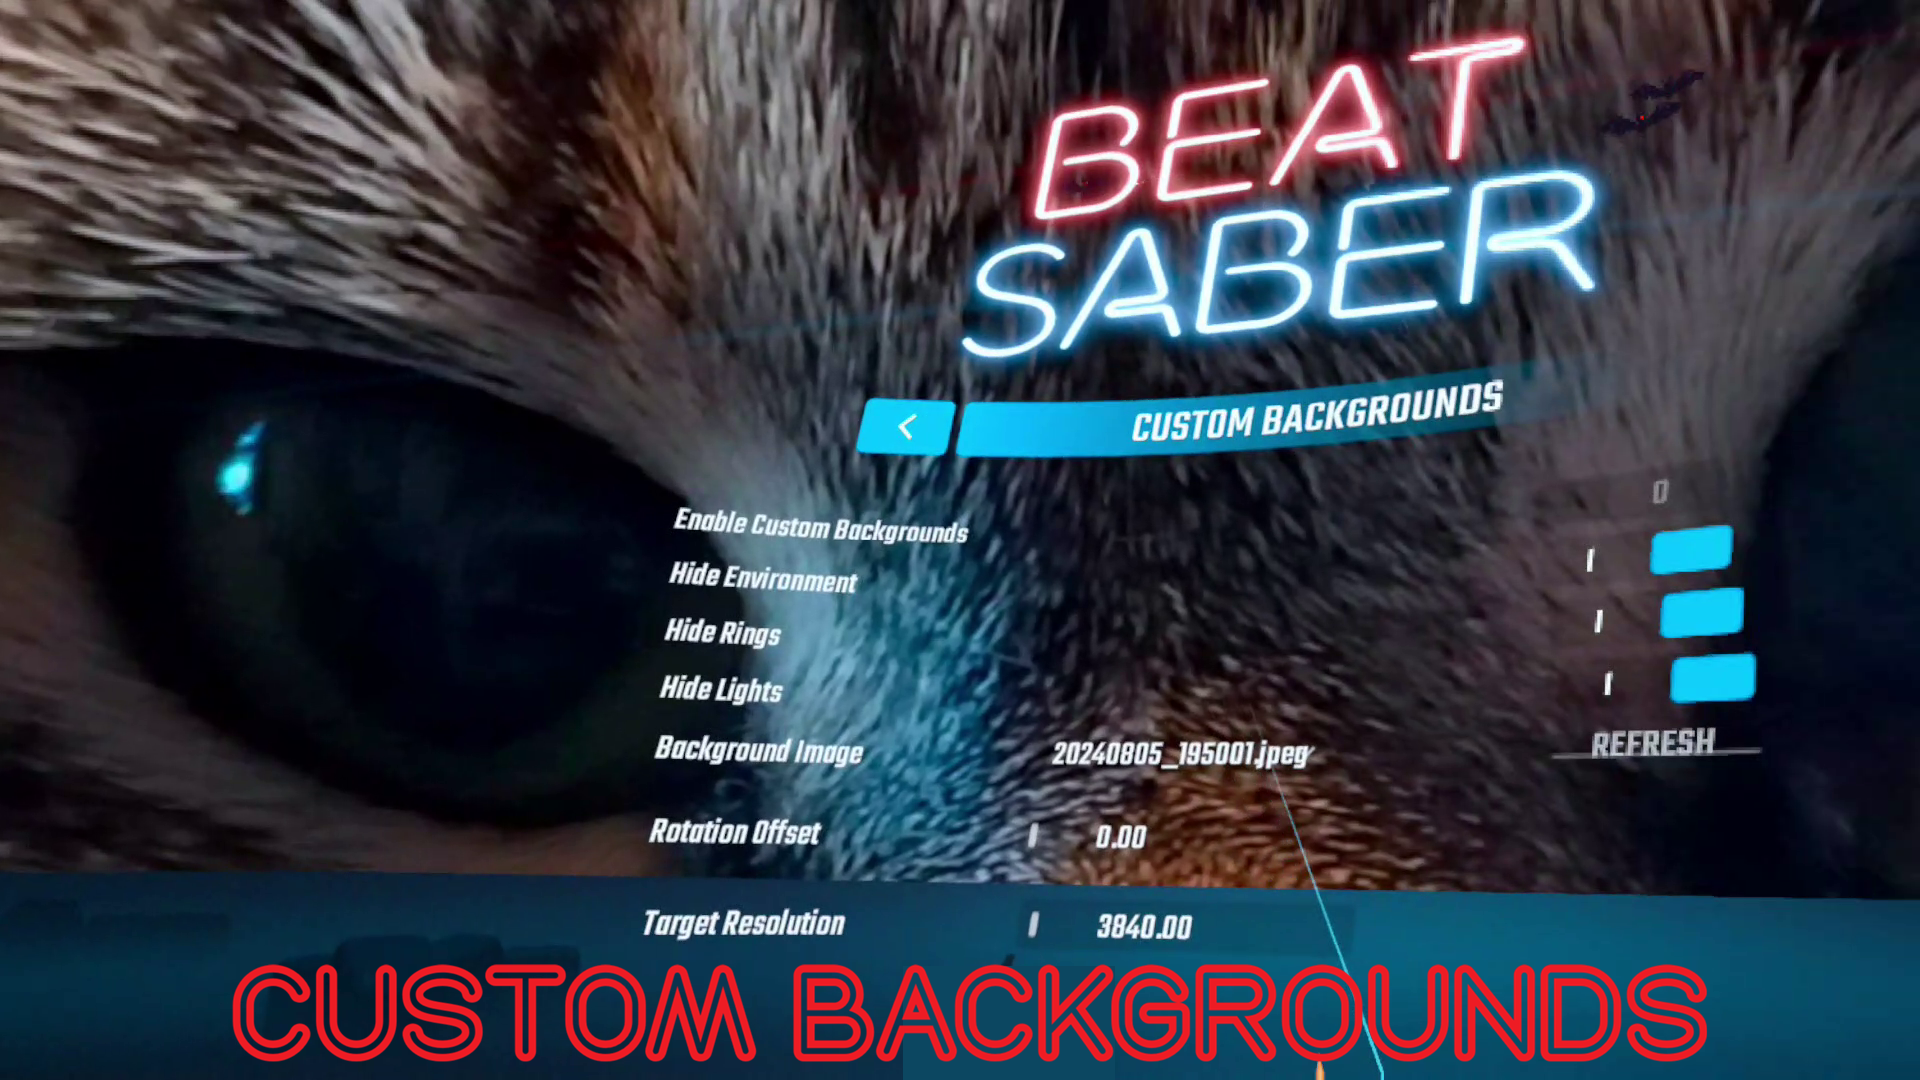 BEAT
SABER
<
CUSTOM BACKGROUNDS
0
Enable Custom Backgrounds
I
Hide Environment
I
Hide Rings
I
Hide Lights
Background Image 20240805_195001.jpeg REFRESH
Rotation Offset 0.00
Target Resolution 3840.00
CUSTOM BACKGROUNDS